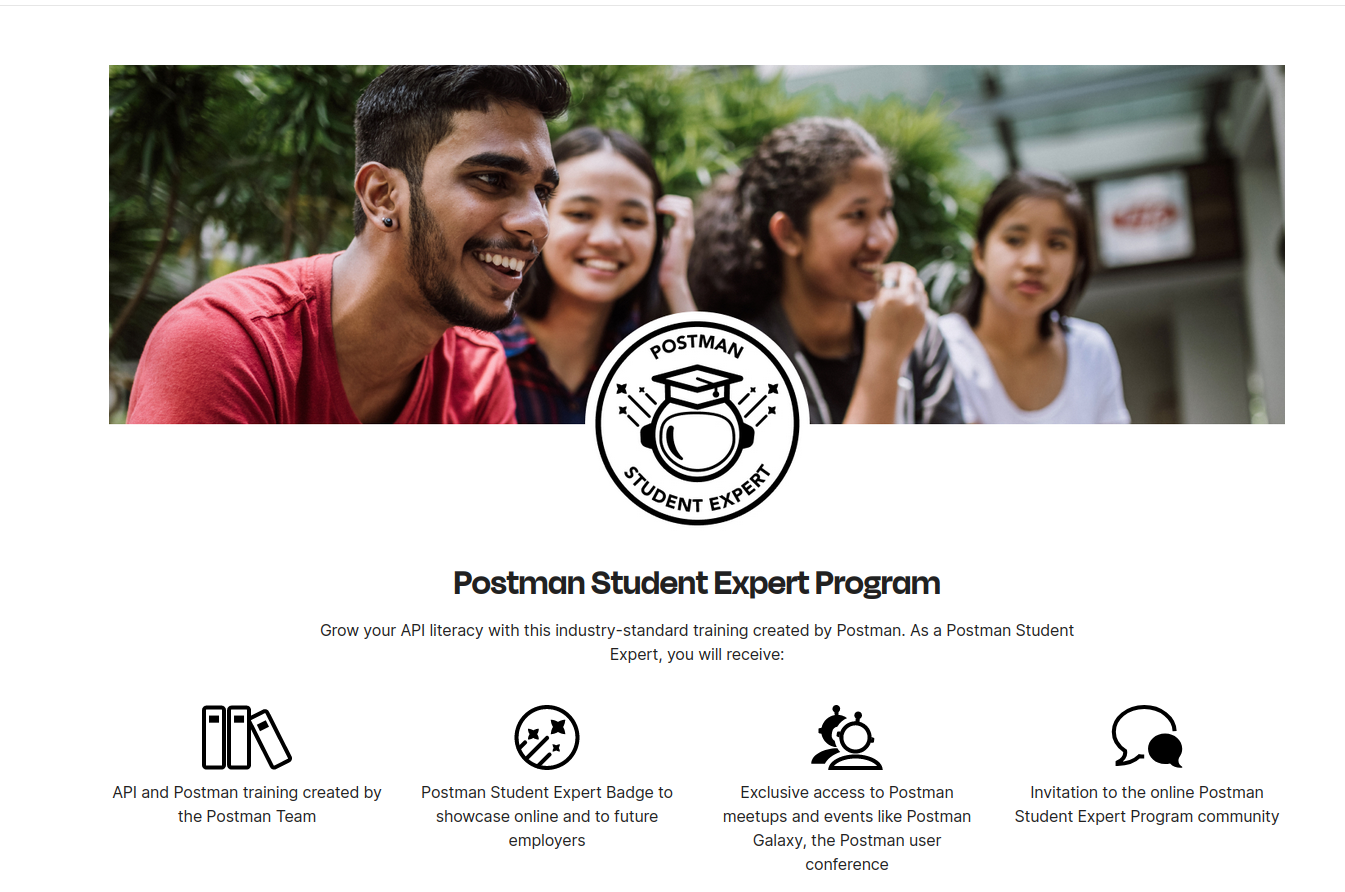 POSTMAN
STUDENT EXPERT
Postman Student Expert Program
Grow your API literacy with this industry-standard training created by Postman. As a Postman Student
Expert, you will receive:
API and Postman training created by
the Postman Team
Postman Student Expert Badge to
showcase online and to future
employers
Exclusive access to Postman
meetups and events like Postman
Galaxy, the Postman user
conference
Invitation to the online Postman
Student Expert Program community